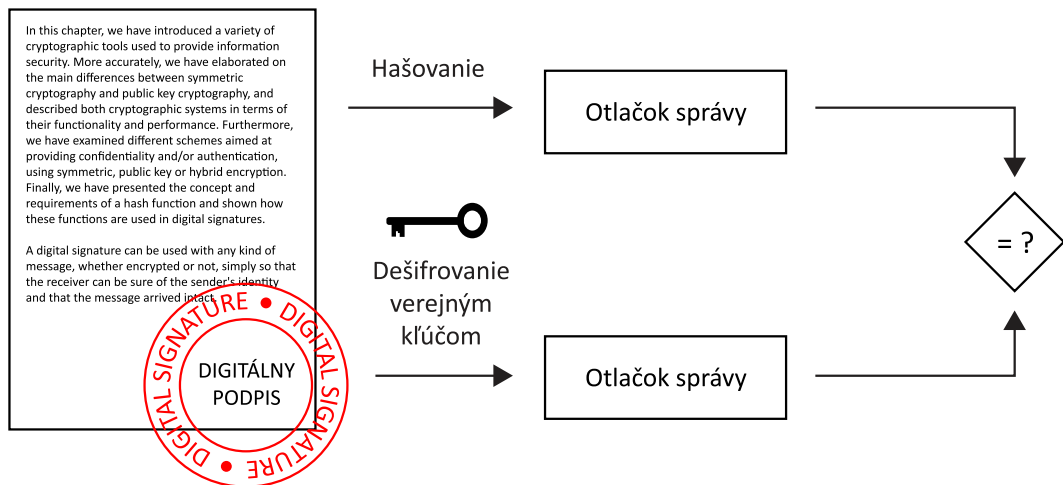 In this chapter, we have introduced a variety of
cryptographic tools used to provide information
security. More accurately, we have elaborated on
the main differences between symmetric
cryptography and public key cryptography, and
described both cryptographic systems in terms of
their functionality and performance. Furthermore,
we have examined different schemes aimed at
providing confidentiality and/or authentication,
using symmetric, public key or hybrid encryption.
Finally, we have presented the concept and
requirements of a hash function and shown how
these functions are used in digital signatures.
A digital signature can be used with any kind of
message, whether encrypted or not, simply so that
the receiver can be sure of the sender's identity
and that the message arrived intact.
DIGITAL SIGNATURE • DIGITAL SIGNATURE •
DIGITÁLNY
PODPIS
Hašovanie
Otlačok správy
Dešifrovanie
verejným
kľúčom
Otlačok správy
= ?